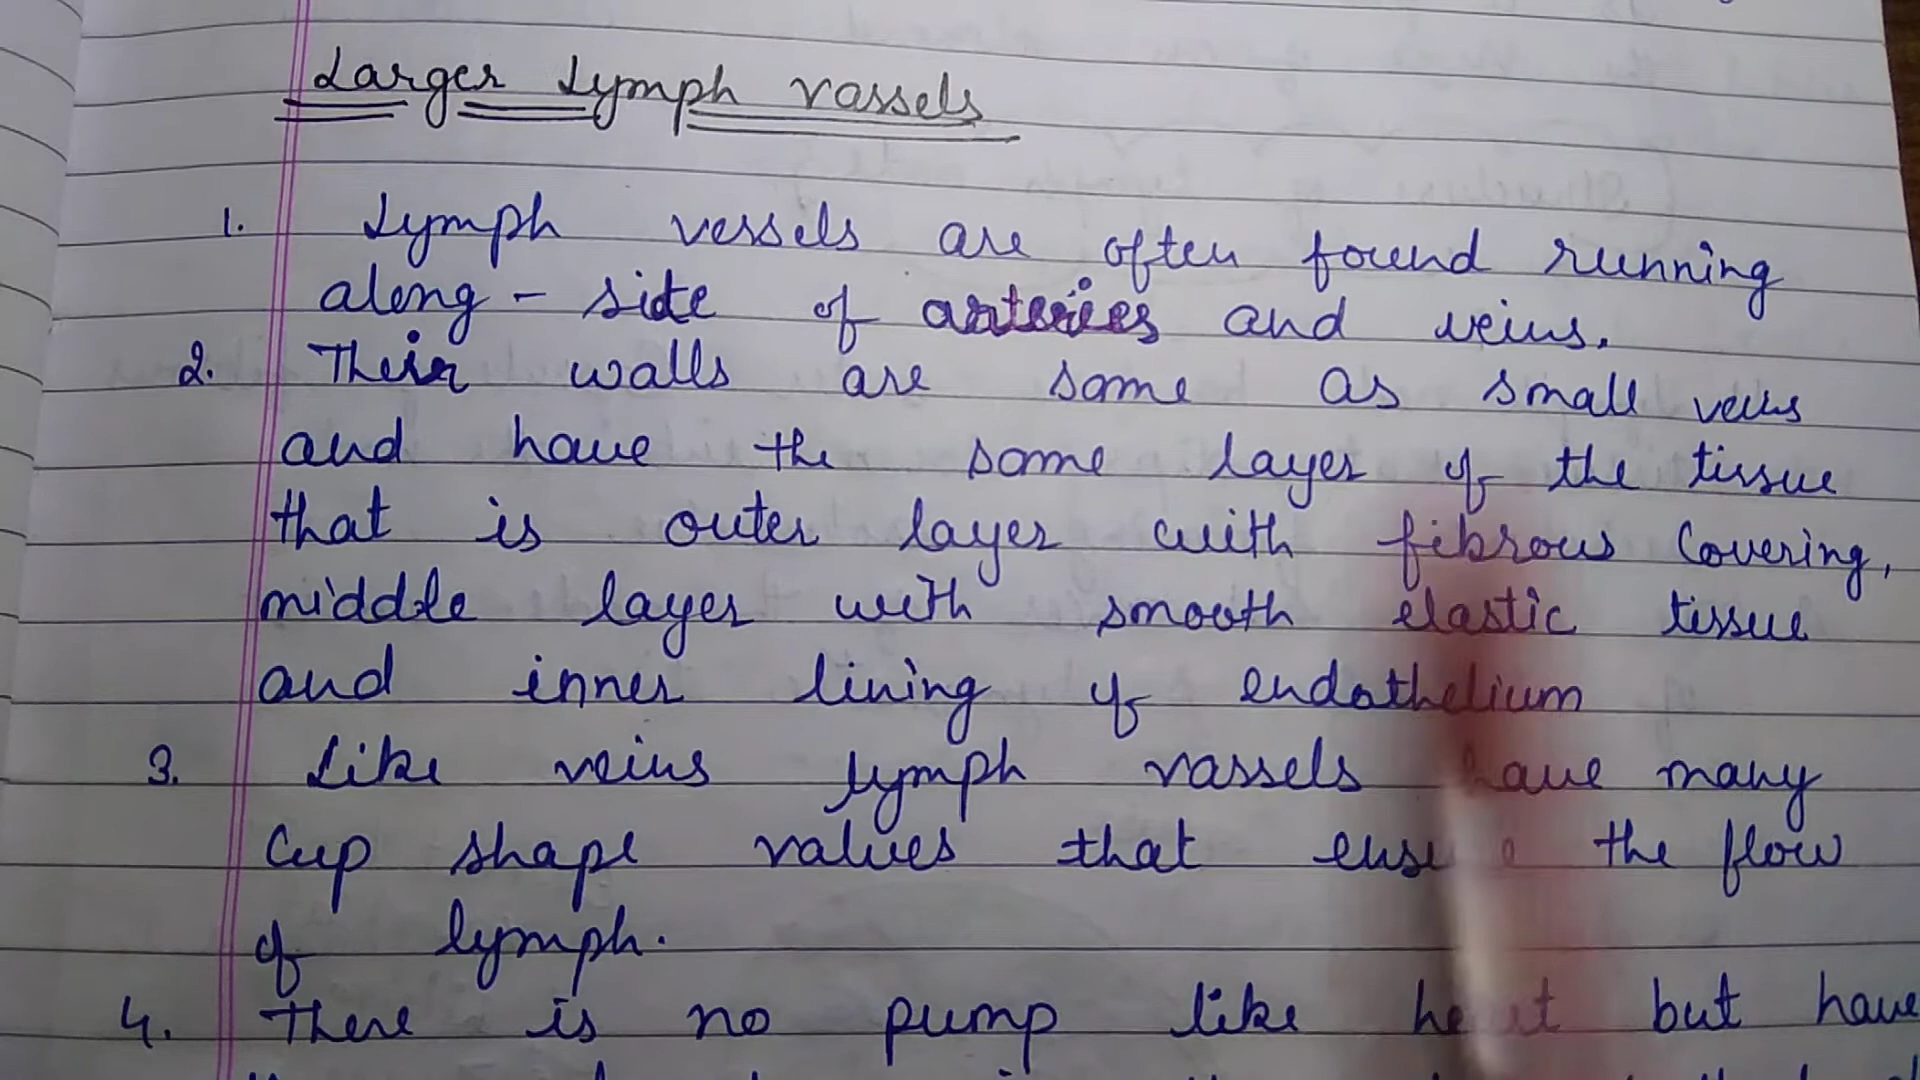 Larger Lymph vassels
1. Lymph vessels are often found running
along - side of arteries and veins.
2. Their walls are same as small veins
and have the same layer of the tissue
that is outer layer with fibrous Covering,
middle layer with smooth elastic tissue
and inner lining of endothelium
3. Like veins lymph vassels have many
Cup shape valves that the flow
of lymph.
4. There is no pump like but have